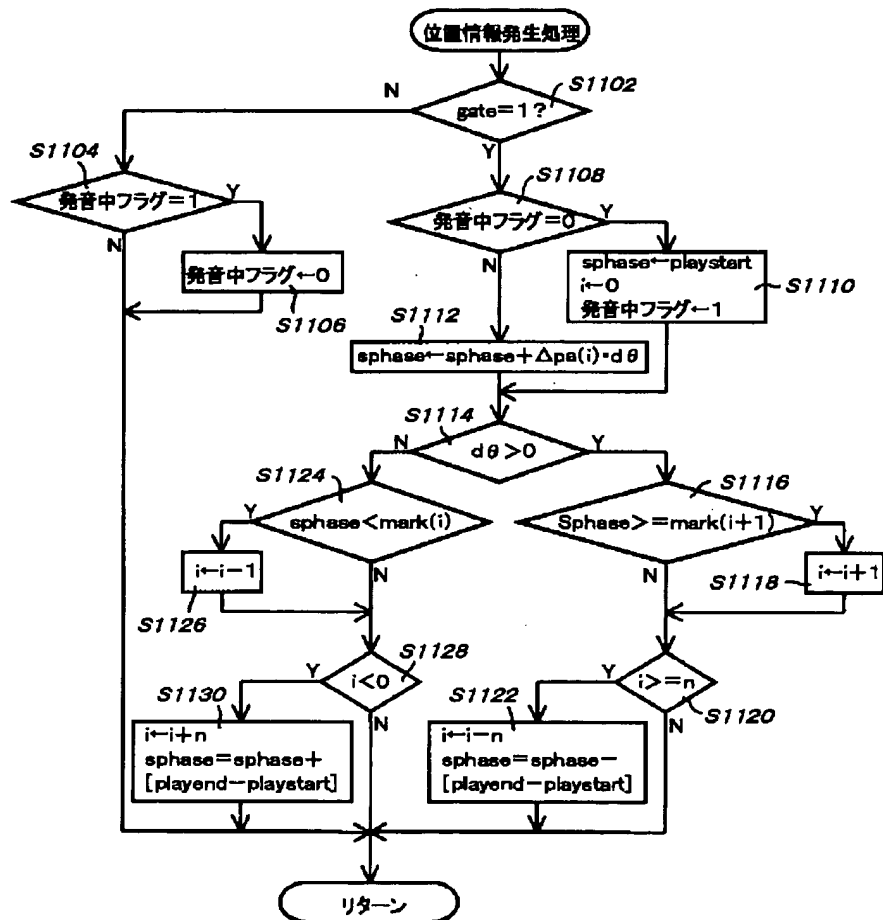 位置情報発生処理
S1102
N
gate=1?
Y
S1104
発音中フラグ=1
Y
N
S1108
発音中フラグ=0
Y
N
発音中フラグ←0
S1106
sphase←playstart
i←0
発音中フラグ←1
S1110
S1112
sphase←sphase+△pa(i)・dθ
S1114
N
dθ>0
Y
S1124
Y
sphase<mark(i)
N
S1116
Sphase>=mark(i+1)
Y
N
i←i-1
S1126
i←i+1
S1118
S1128
Y
i<0
N
Y
i>=n
N
S1120
S1130
i←i+n
sphase=sphase+
[playend-playstart]
S1122
i←i-n
sphase=sphase-
[playend-playstart]
リターン